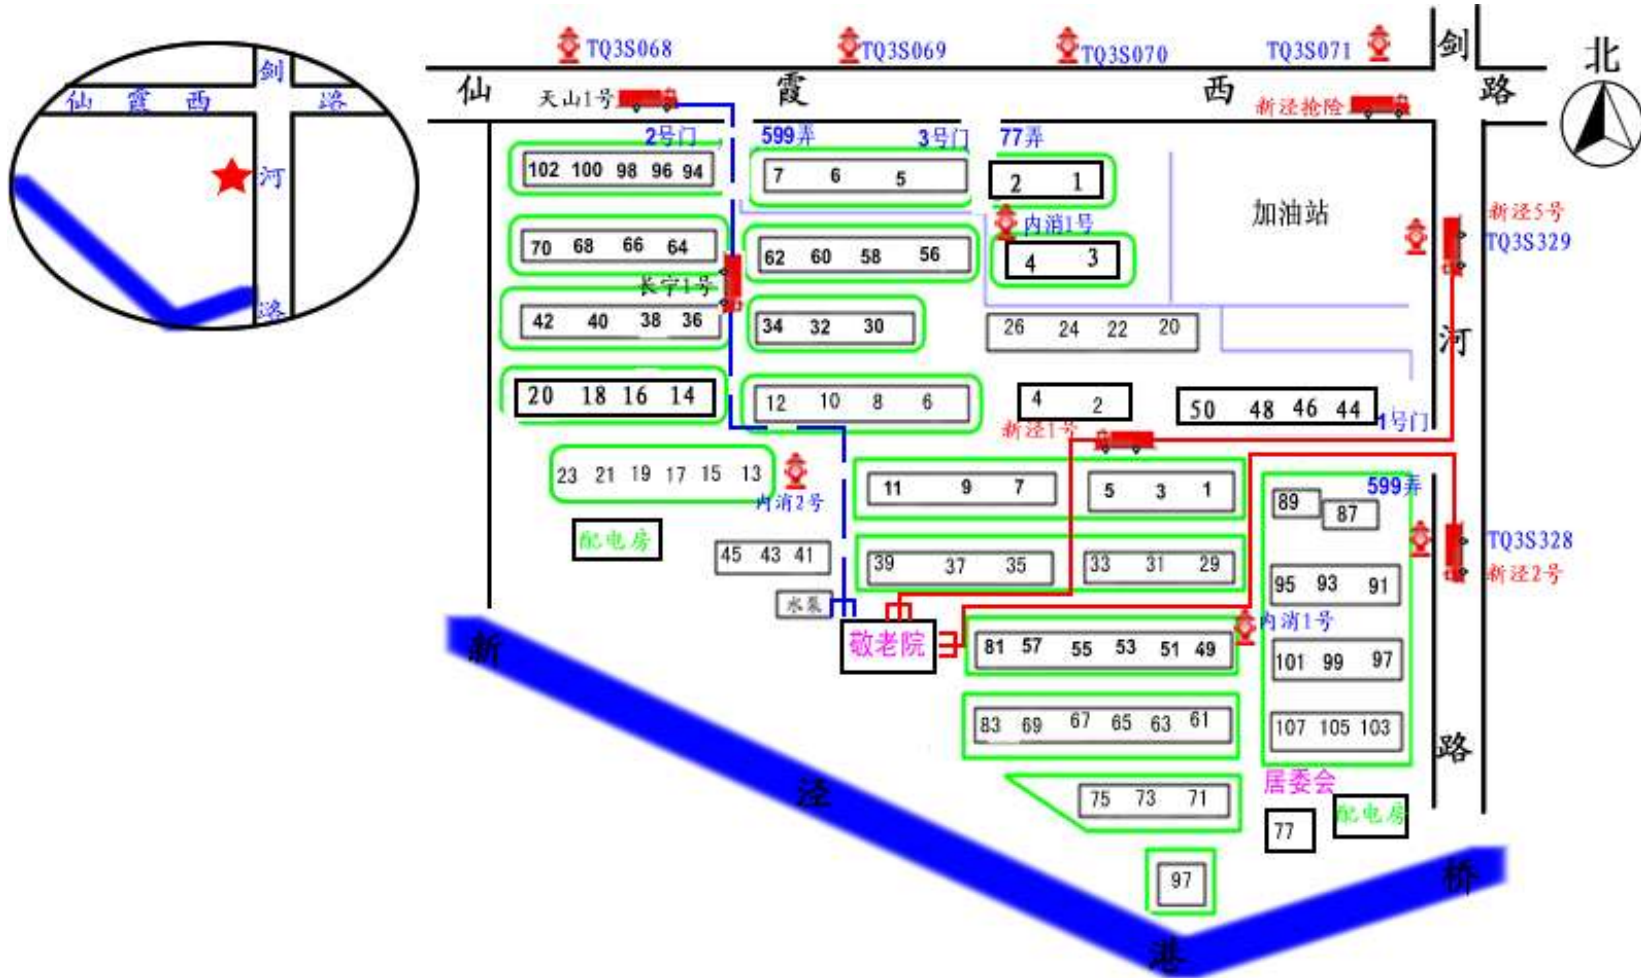 TQ3S068
TQ3S069
TQ3S070
TQ3S071
剑
北
剑
仙 霞 西 路
河
路
仙 霞 西 路
天山1号
新泾抢险
2号门
599弄
3号门
77弄
102 100 98 96 94
7 6 5
2 1
加油站
新泾5号
TQ3S329
内消1号
70 68 66 64
62 60 58 56
4 3
长宁1号
42 40 38 36
34 32 30
26 24 22 20
河
20 18 16 14
12 10 8 6
4 2
50 48 46 44
1号门
新泾1号
23 21 19 17 15 13
内消2号
11 9 7
5 3 1
599弄
89
87
配电房
45 43 41
39 37 35
33 31 29
TQ3S328
新泾2号
95 93 91
水泵
敬老院
内消1号
81 57 55 53 51 49
101 99 97
83 69 67 65 63 61
107 105 103
路
居委会
75 73 71
77
配电房
97
新 泾 港 桥